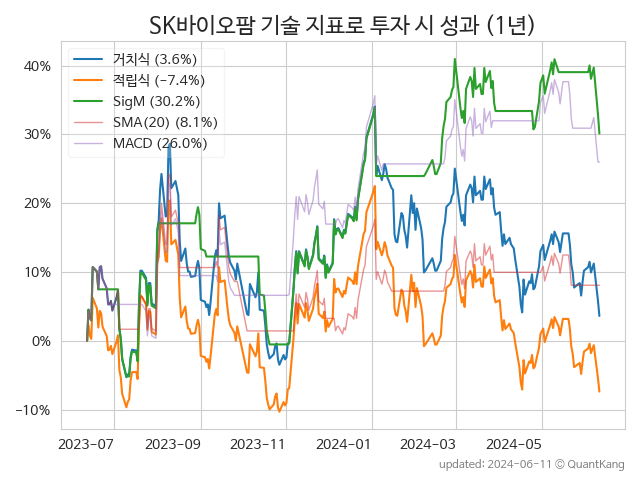 SK바이오팜 기술 지표로 투자 시 성과 (1년)
거치식 (3.6%)
적립식 (−7.4%)
SigM (30.2%)
SMA(20) (8.1%)
MACD (26.0%)
40%
30%
20%
10%
0%
−10%
2023-07 2023-09 2023-11 2024-01 2024-03 2024-05
updated: 2024-06-11 © QuantKang